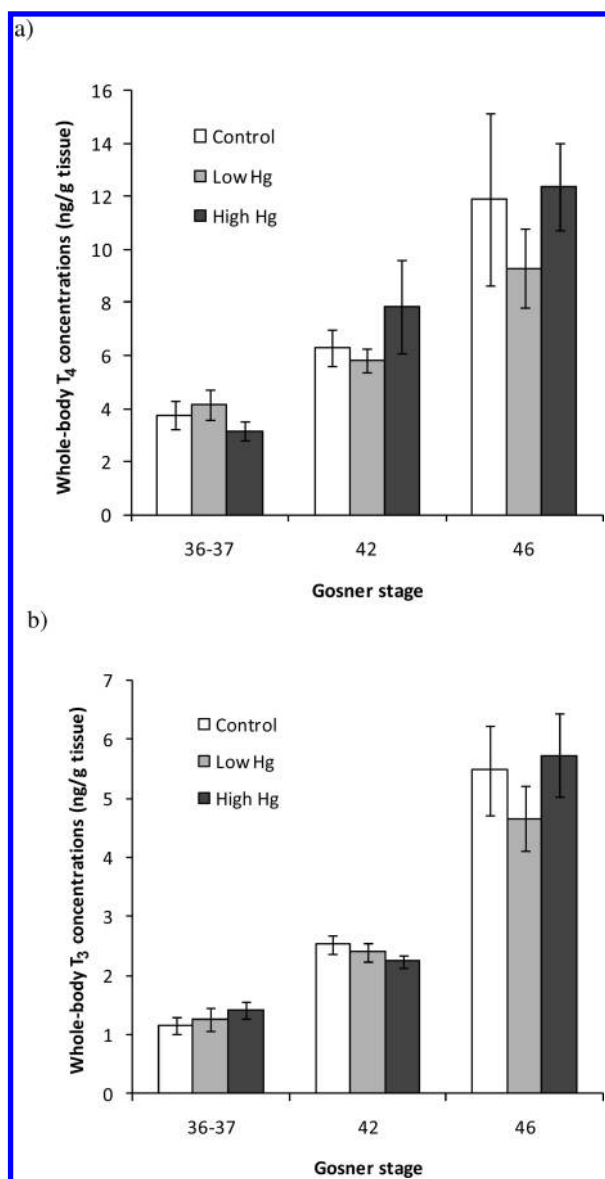 a)
Whole-body T4 concentrations (ng/g tissue)
16
14
12
10
8
6
4
2
0
Control
Low Hg
High Hg
36-37 42 46
Gosner stage
b)
Whole-body T3 concentrations (ng/g tissue)
7
6
5
4
3
2
1
0
Control
Low Hg
High Hg
36-37 42 46
Gosner stage